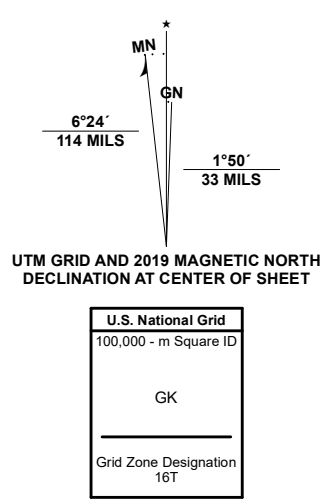 MN
GN
6°24´
114 MILS
1°50´
33 MILS
UTM GRID AND 2019 MAGNETIC NORTH
DECLINATION AT CENTER OF SHEET
U.S. National Grid
100,000 - m Square ID
GK
Grid Zone Designation
16T